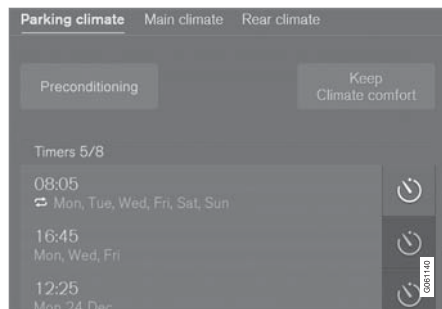 Parking climate Main climate Rear climate
Preconditioning
Keep
Climate comfort
Timers 5/8
08:05
Mon, Tue, Wed, Fri, Sat, Sun
16:45
Mon, Wed, Fri
12:25
Mon 24 Dec
G061140